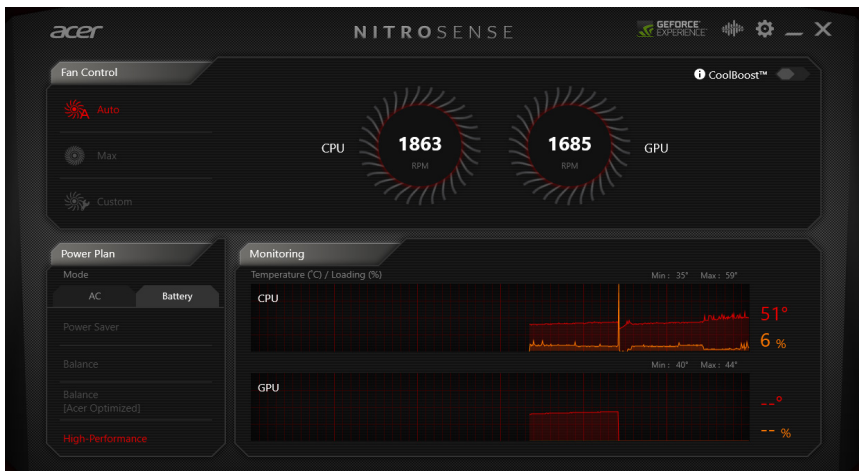 acer
NITROSENSE
GEFORCE
EXPERIENCE
Fan Control
CoolBoost™
Auto
Max
Custom
CPU
1863
RPM
1685
RPM
GPU
Power Plan
Mode
AC
Battery
Power Saver
Balance
Balance
[Acer Optimized]
High-Performance
Monitoring
Temperature (˚C) / Loading (%)
Min : 35° Max : 59°
CPU
51°
6 %
Min : 40° Max : 44°
GPU
--°
-- %